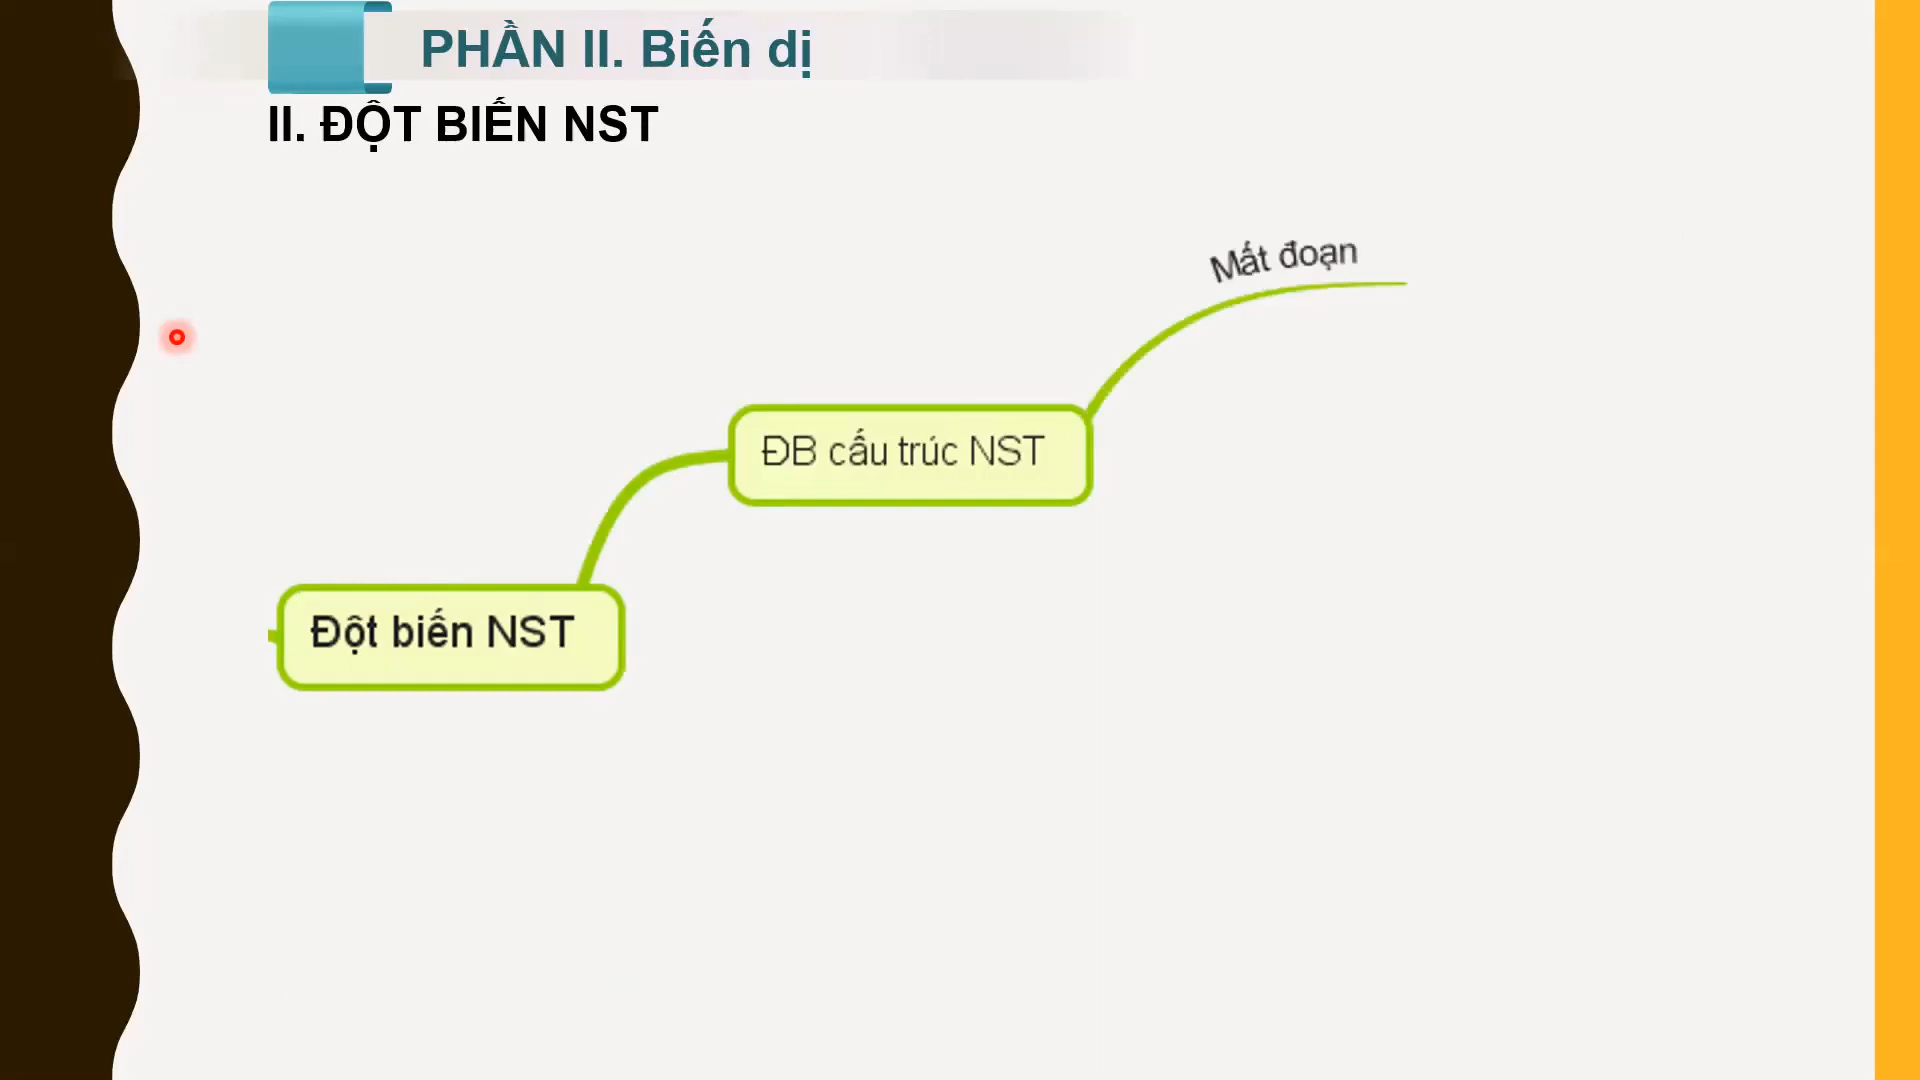 PHẦN II. Biến dị
II. ĐỘT BIẾN NST
Mất đoạn
ĐB cấu trúc NST
Đột biến NST